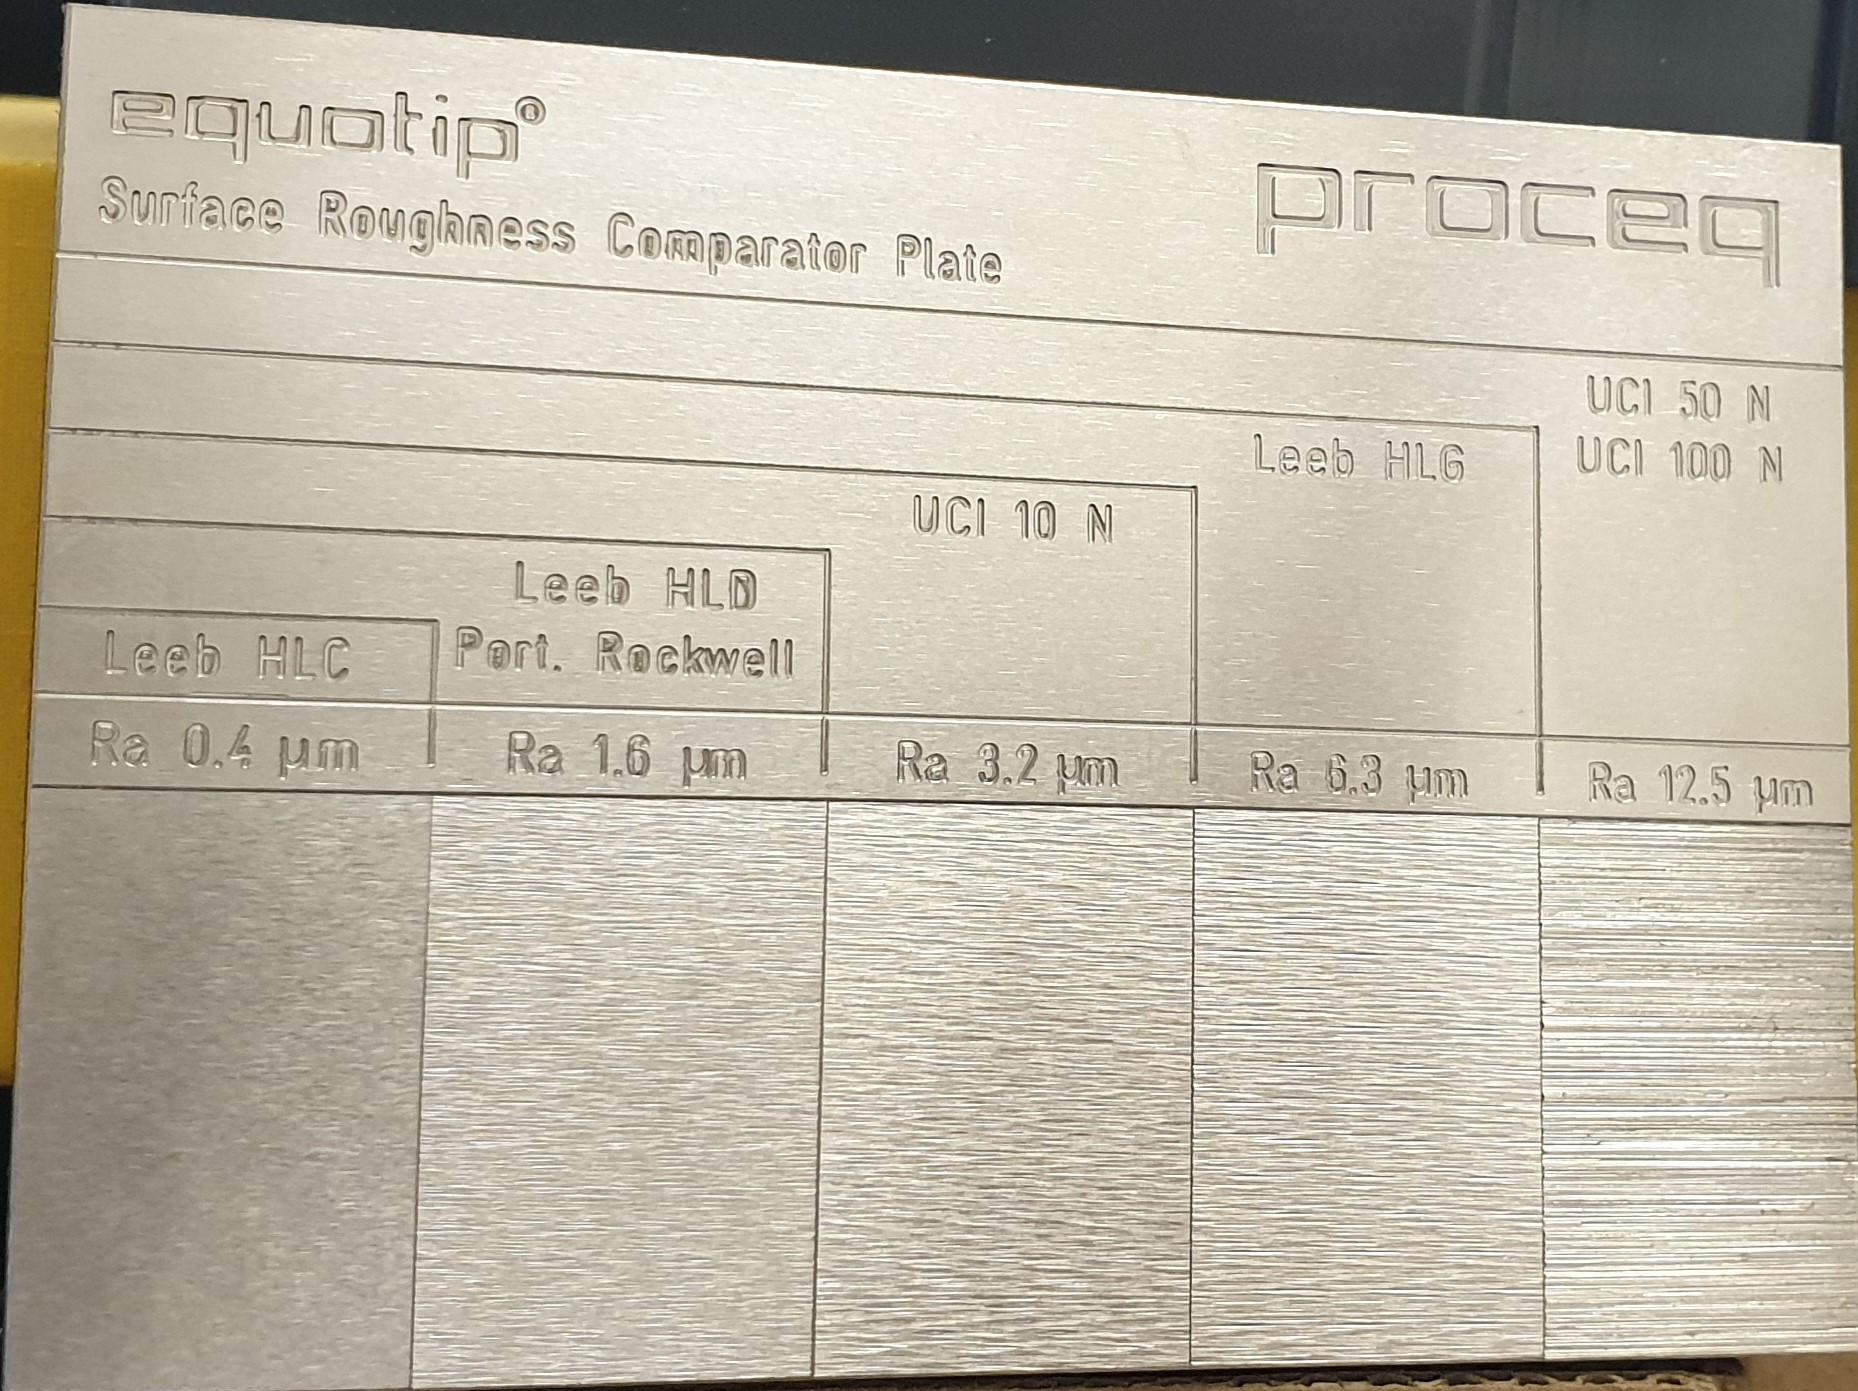 equotip®
proceq
Surface Roughness Comparator Plate
UCI 50 N
UCI 100 N
Leeb HLG
UCI 10 N
Leeb HLD
Port. Rockwell
Leeb HLC
Ra 0.4 µm Ra 1.6 µm Ra 3.2 µm Ra 6.3 µm Ra 12.5 µm